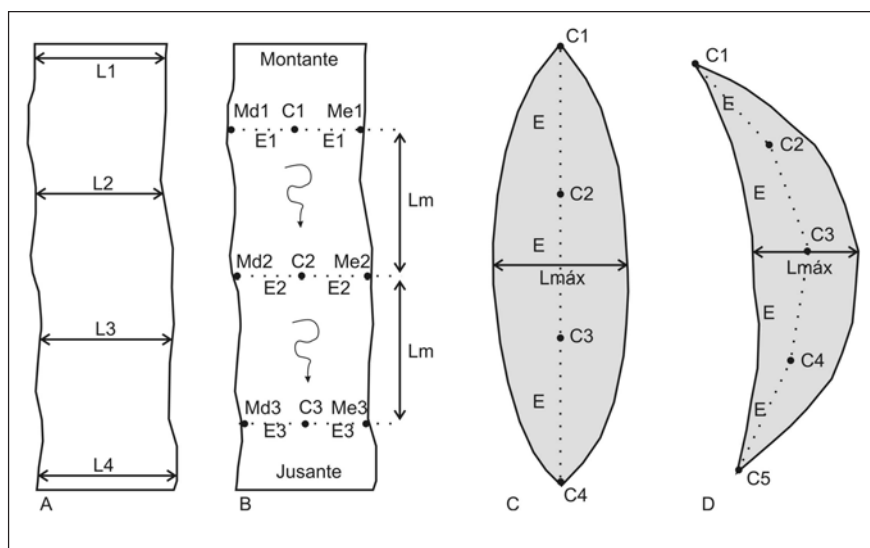 L1
L2
L3
L4
A
Montante
Md1 C1 Me1
E1 E1
Lm
Md2 C2 Me2
E2 E2
Lm
Md3 C3 Me3
E3 E3
Jusante
B
C1
E
C2
E
Lmáx
C3
E
C4
C
C1
E
C2
E
C3
Lmáx
E
C4
E
C5
D